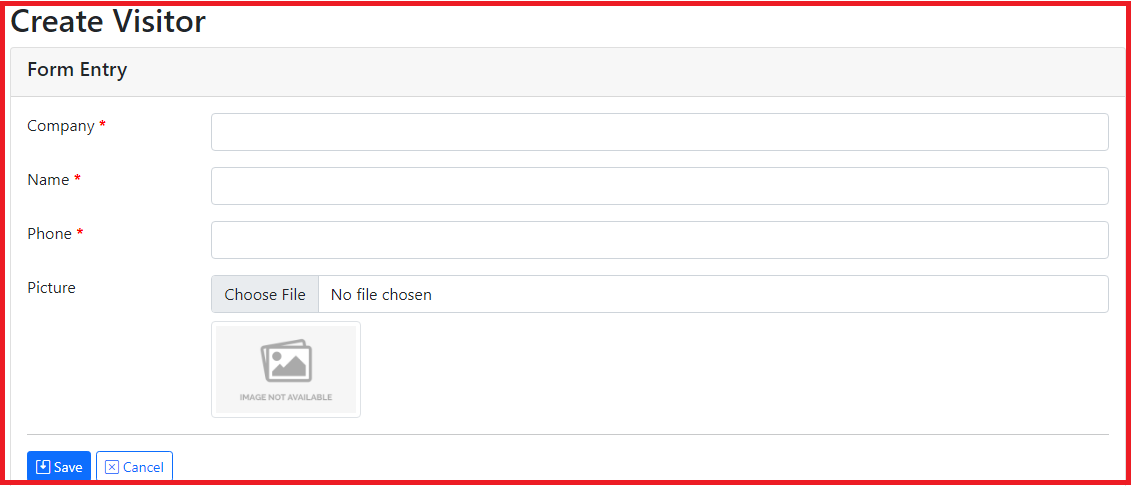 Create Visitor
Form Entry
Company *
Name *
Phone *
Picture
Choose File No file chosen
IMAGE NOT AVAILABLE
Save Cancel